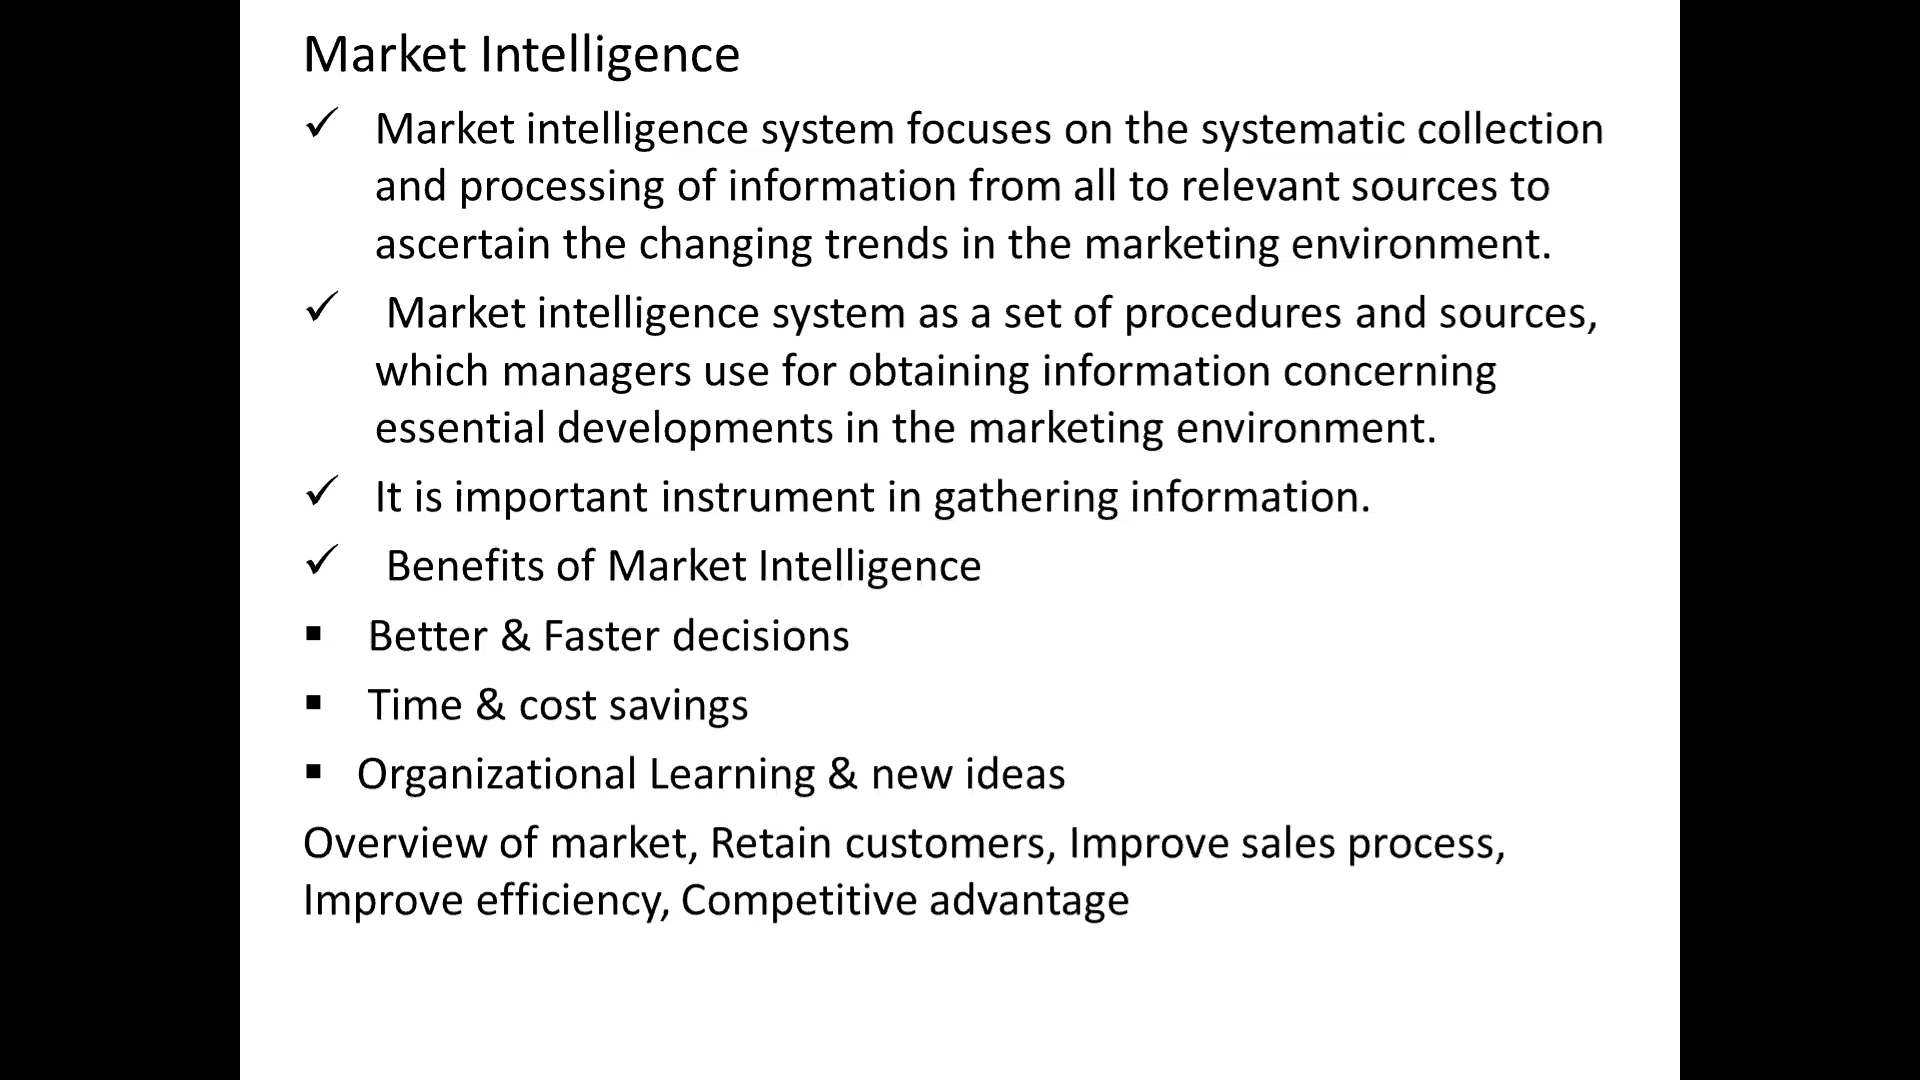 Market Intelligence
✓ Market intelligence system focuses on the systematic collection
and processing of information from all to relevant sources to
ascertain the changing trends in the marketing environment.
✓ Market intelligence system as a set of procedures and sources,
which managers use for obtaining information concerning
essential developments in the marketing environment.
✓ It is important instrument in gathering information.
✓ Benefits of Market Intelligence
▪ Better & Faster decisions
▪ Time & cost savings
▪ Organizational Learning & new ideas
Overview of market, Retain customers, Improve sales process,
Improve efficiency, Competitive advantage